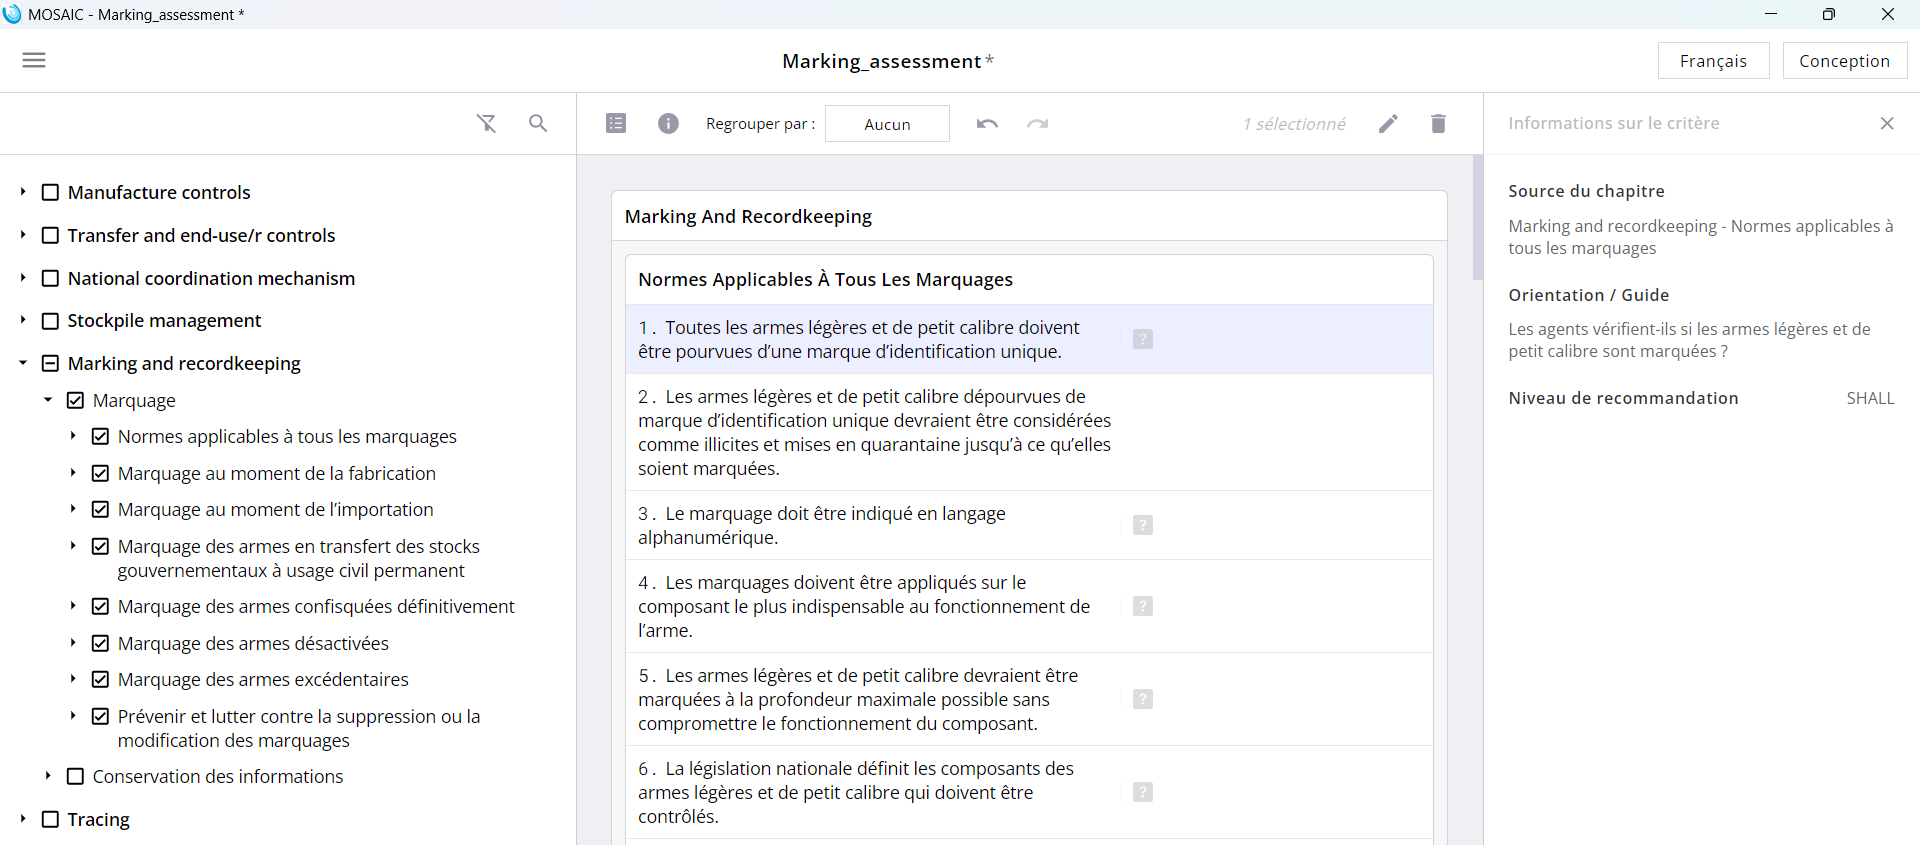 MOSAIC - Marking_assessment *
Marking_assessment*
Français
Conception
Regrouper par :
Aucun
1 sélectionné
Informations sur le critère
Manufacture controls
Transfer and end-use/r controls
National coordination mechanism
Stockpile management
Marking and recordkeeping
Marquage
Normes applicables à tous les marquages
Marquage au moment de la fabrication
Marquage au moment de l'importation
Marquage des armes en transfert des stocks
gouvernementaux à usage civil permanent
Marquage des armes confisquées définitivement
Marquage des armes désactivées
Marquage des armes excédentaires
Prévenir et lutter contre la suppression ou la
modification des marquages
Conservation des informations
Tracing
Marking And Recordkeeping
Normes Applicables À Tous Les Marquages
1. Toutes les armes légères et de petit calibre doivent
être pourvues d'une marque d'identification unique.
?
2. Les armes légères et de petit calibre dépourvues de
marque d'identification unique devraient être considérées
comme illicites et mises en quarantaine jusqu'à ce qu'elles
soient marquées.
3. Le marquage doit être indiqué en langage
alphanumérique.
?
4. Les marquages doivent être appliqués sur le
composant le plus indispensable au fonctionnement de
l'arme.
?
5. Les armes légères et de petit calibre devraient être
marquées à la profondeur maximale possible sans
compromettre le fonctionnement du composant.
?
6. La législation nationale définit les composants des
armes légères et de petit calibre qui doivent être
contrôlés.
?
Source du chapitre
Marking and recordkeeping - Normes applicables à
tous les marquages
Orientation / Guide
Les agents vérifient-ils si les armes légères et de
petit calibre sont marquées ?
Niveau de recommandation
SHALL